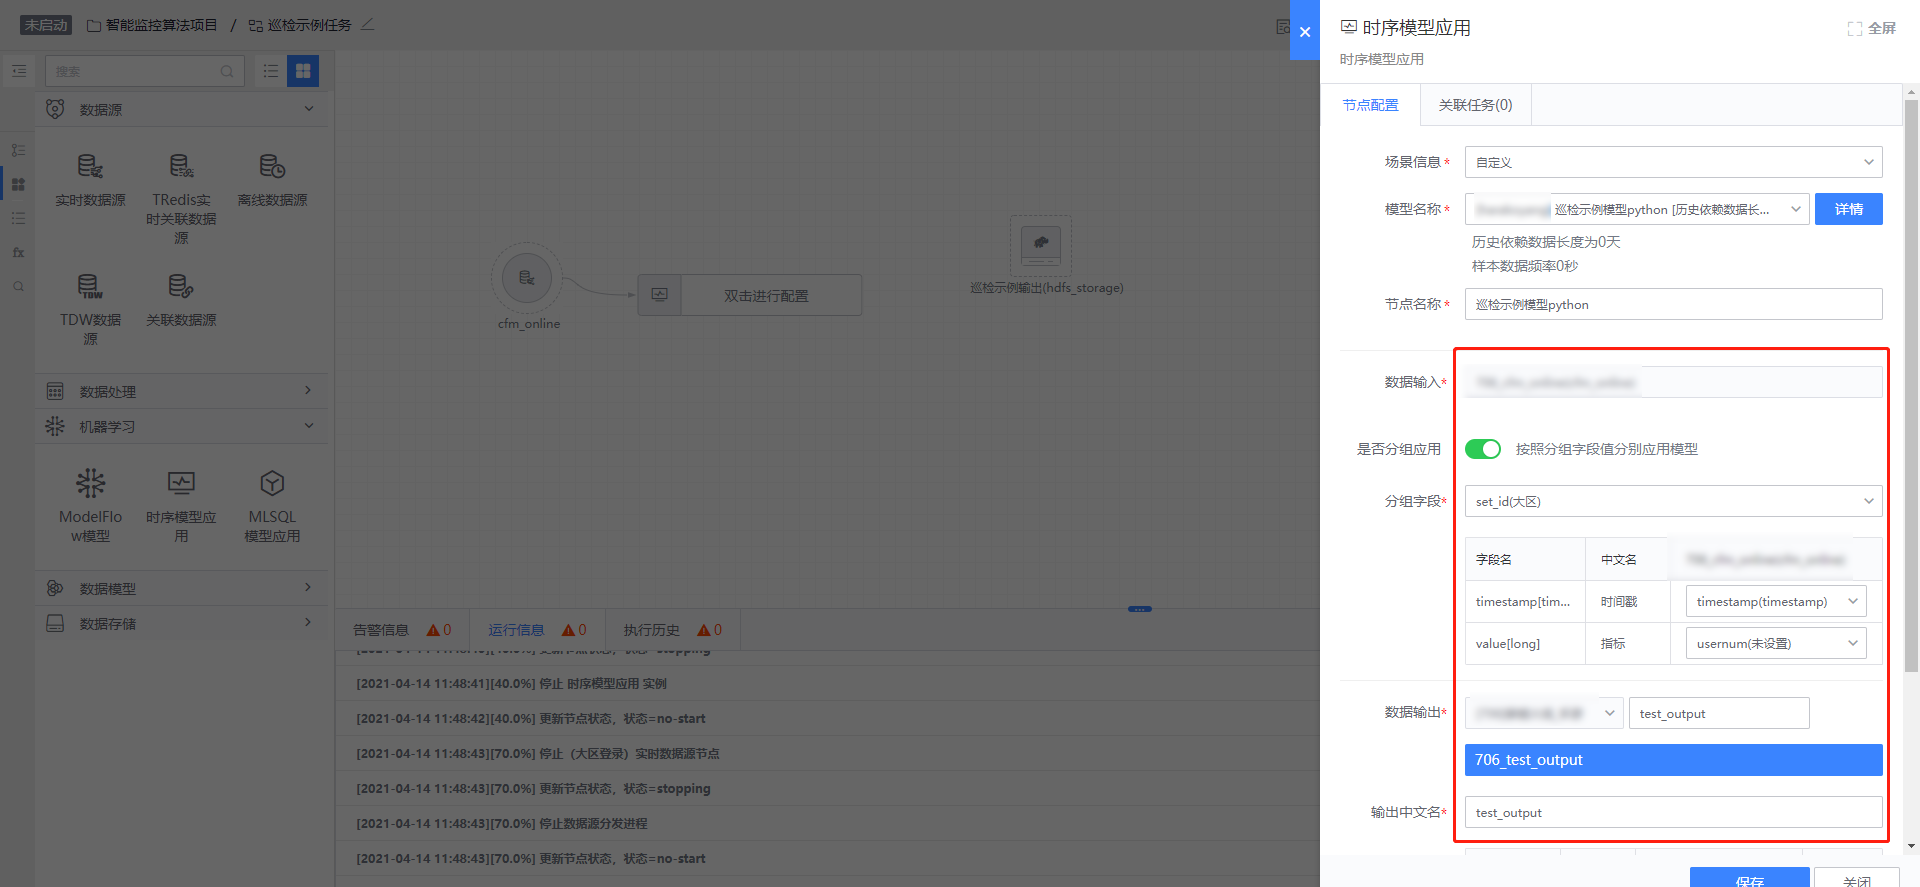 未启动
智能监控算法项目 / 巡检示例任务
搜索
数据源
实时数据源
TRedis实
时关联数据
源
离线数据源
TDW数据
源
关联数据源
数据处理
机器学习
ModelFlo
w模型
时序模型应
用
MLSQL
模型应用
数据模型
数据存储
fx
cfm_online
双击进行配置
巡检示例输出(hdfs_storage)
告警信息 0
运行信息 0
执行历史 0
[2021-04-14 11:48:41][40.0%] 停止 时序模型应用 实例
[2021-04-14 11:48:42][40.0%] 更新节点状态，状态=no-start
[2021-04-14 11:48:43][70.0%] 停止（大区登录）实时数据源节点
[2021-04-14 11:48:43][70.0%] 更新节点状态，状态=stopping
[2021-04-14 11:48:43][70.0%] 停止数据源分发进程
[2021-04-14 11:48:43][70.0%] 更新节点状态，状态=no-start
时序模型应用
全屏
时序模型应用
节点配置
关联任务(0)
场景信息*
自定义
模型名称*
巡检示例模型python [历史依赖数据长...
详情
历史依赖数据长度为0天
样本数据频率0秒
节点名称*
巡检示例模型python
数据输入*
是否分组应用
按照分组字段值分别应用模型
分组字段*
set_id(大区)
字段名
中文名
timestamp[tim...
时间戳
timestamp(timestamp)
value[long]
指标
usernum(未设置)
数据输出*
test_output
706_test_output
输出中文名*
test_output
保存
关闭